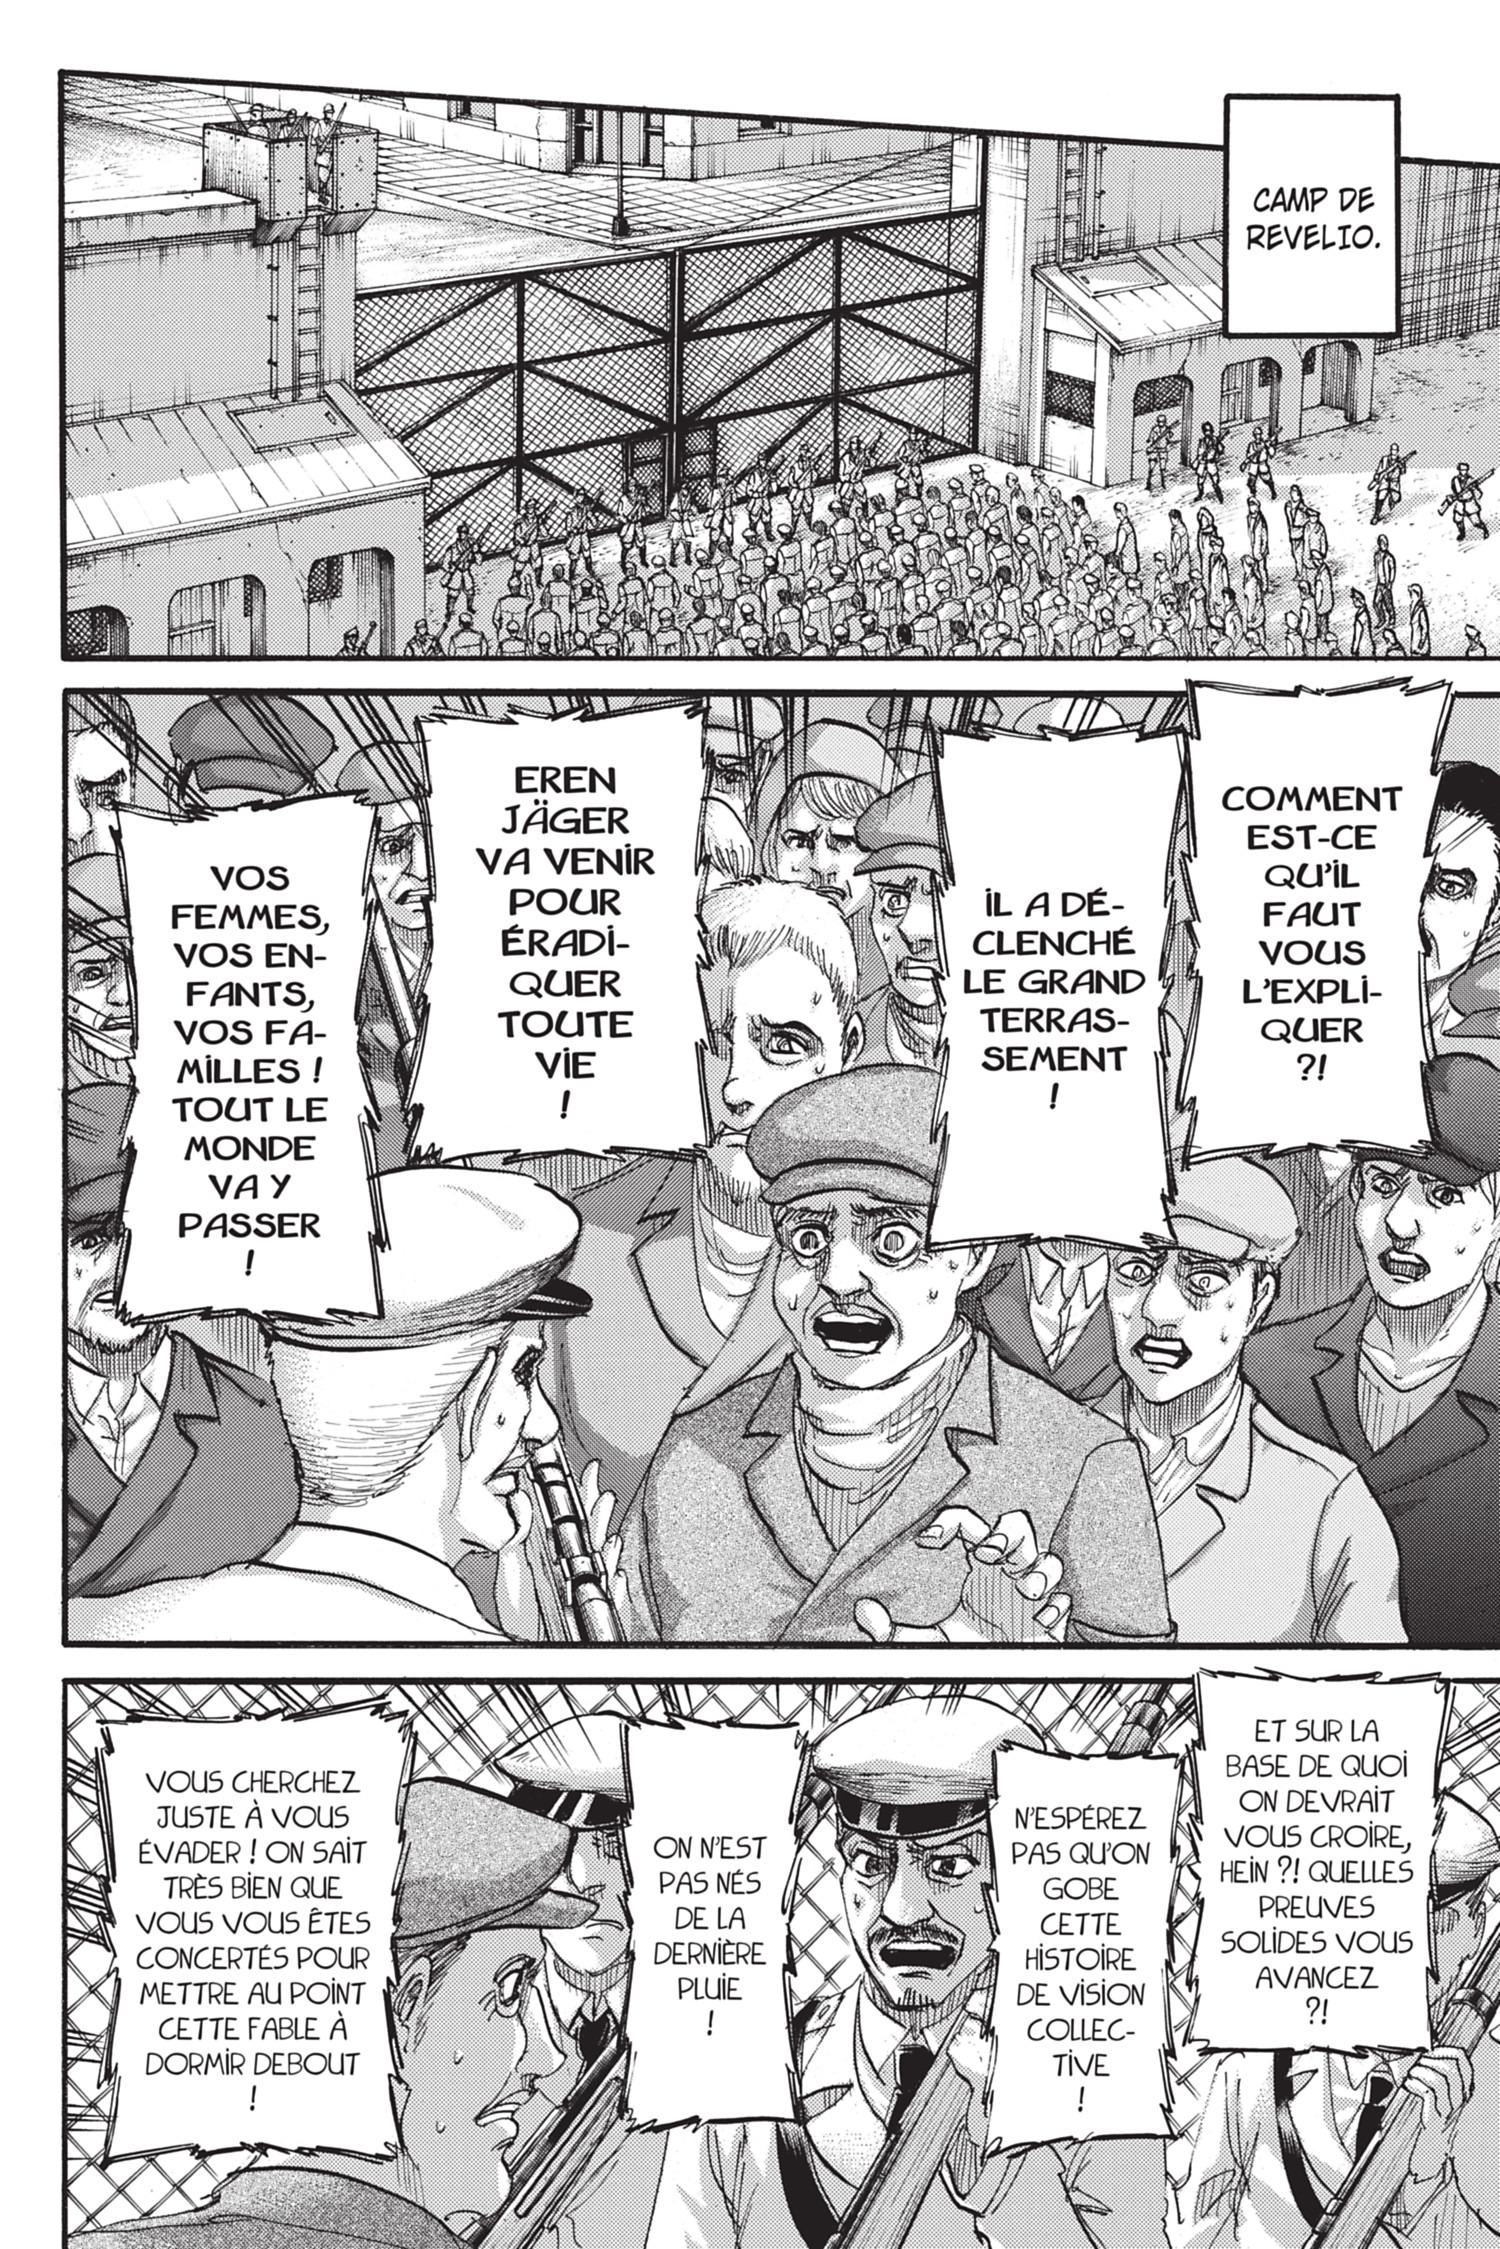 CAMP DE
REVELIO.
COMMENT
EST-CE
QU'IL
FAUT
VOUS
L'EXPLI-
QUER
?!
IL A DÉ-
CLENCHÉ
LE GRAND
TERRAS-
SEMENT
!
EREN
JÄGER
VA VENIR
POUR
ÉRADI-
QUER
TOUTE
VIE
!
VOS
FEMMES,
VOS EN-
FANTS,
VOS FA-
MILLES !
TOUT LE
MONDE
VA Y
PASSER
!
ET SUR LA
BASE DE QUOI
ON DEVRAIT
VOUS CROIRE,
HEIN ?! QUELLES
PREUVES
SOLIDES VOUS
AVANCEZ
?!
N'ESPÉREZ
PAS QU'ON
GOBE
CETTE
HISTOIRE
DE VISION
COLLEC-
TIVE
!
ON N'EST
PAS NÉS
DE LA
DERNIÈRE
PLUIE
!
VOUS CHERCHEZ
JUSTE À VOUS
ÉVADER ! ON SAIT
TRÈS BIEN QUE
VOUS VOUS ÊTES
CONCERTÉS POUR
METTRE AU POINT
CETTE FABLE À
DORMIR DEBOUT
!